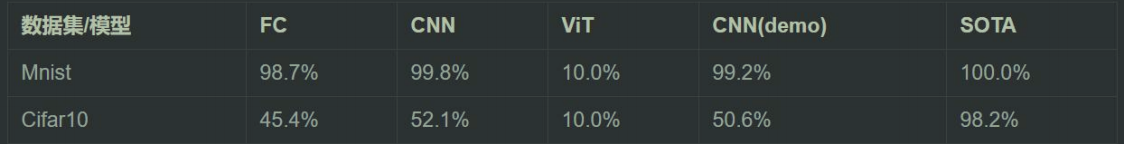 数据集/模型 FC CNN ViT CNN(demo) SOTA
Mnist 98.7% 99.8% 10.0% 99.2% 100.0%
Cifar10 45.4% 52.1% 10.0% 50.6% 98.2%